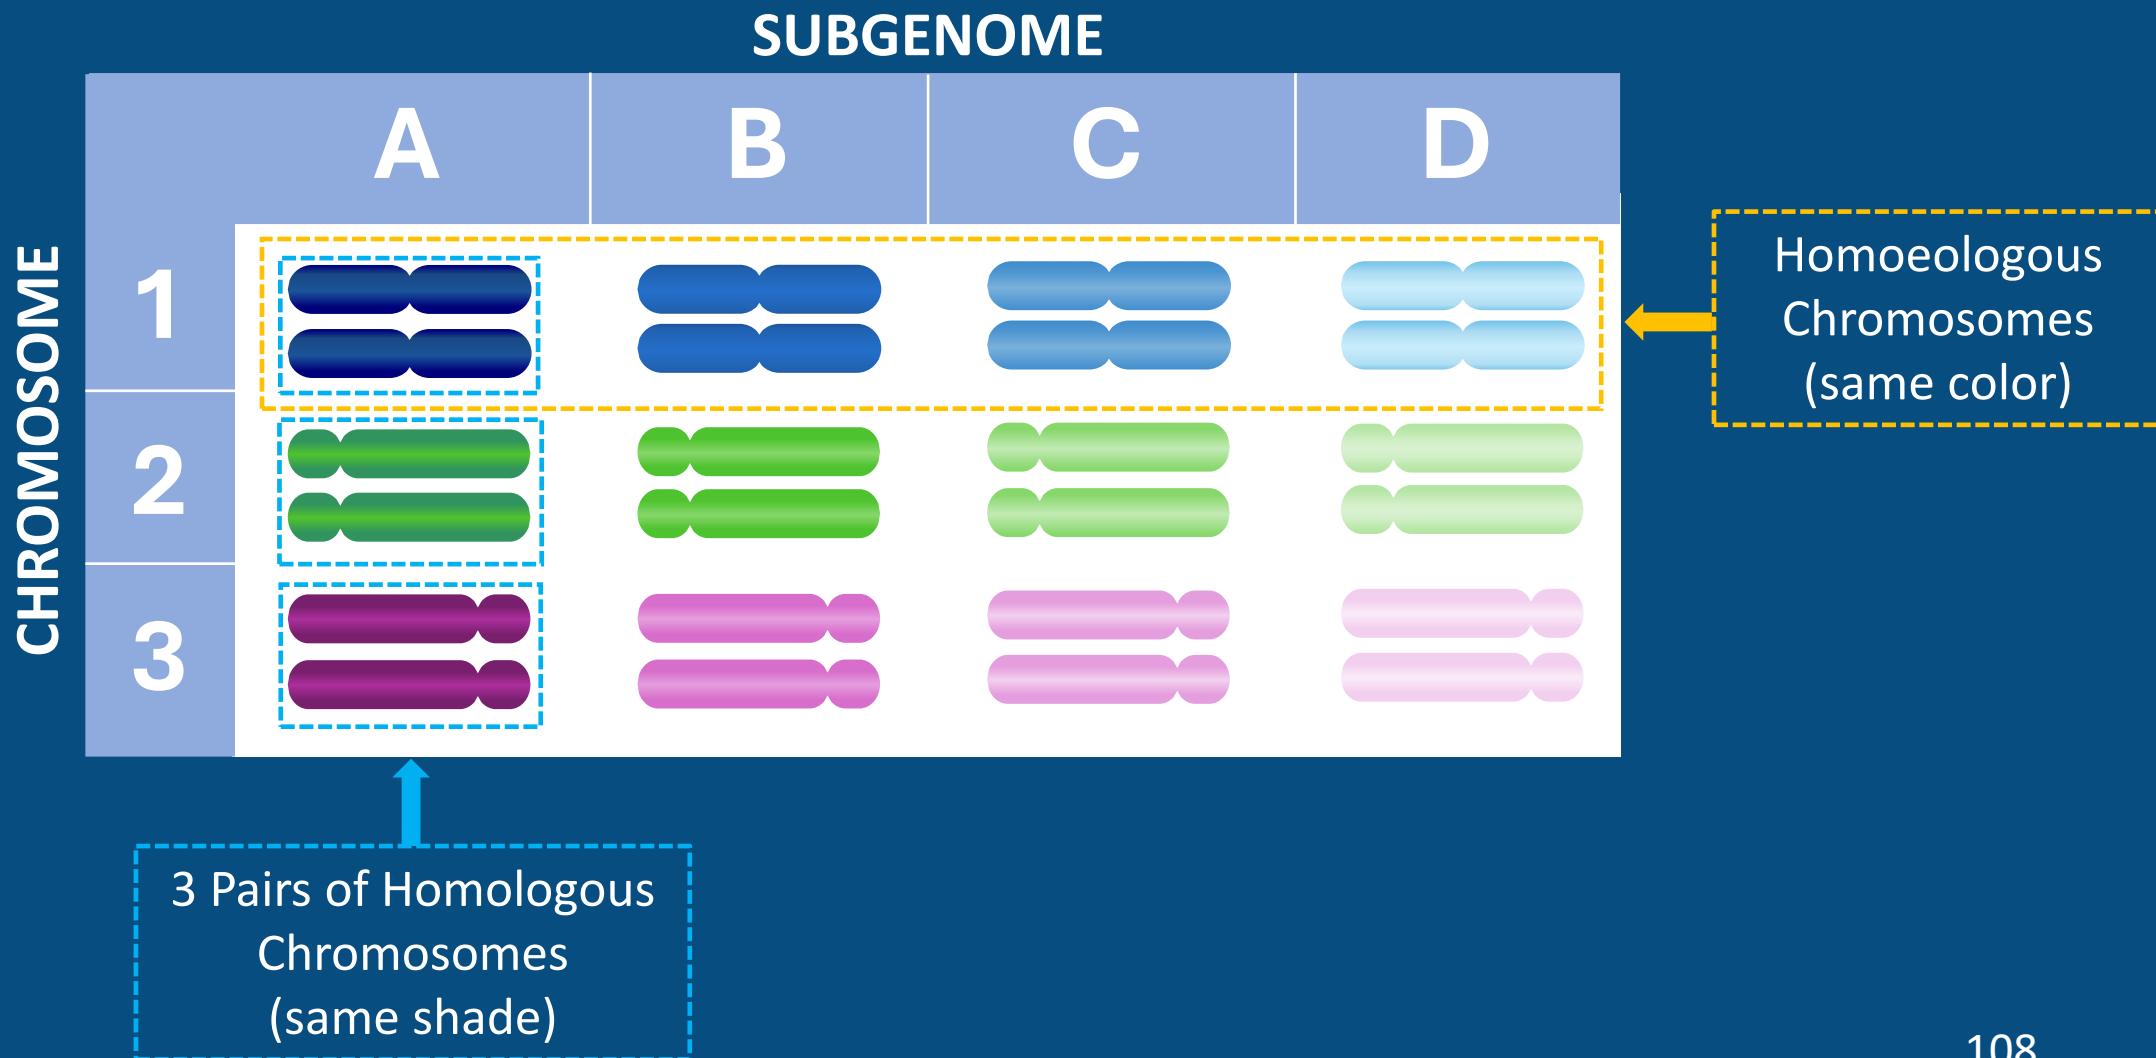 SUBGENOME
A B C D
CHROMOSOME
1
2
3
Homoeologous
Chromosomes
(same color)
3 Pairs of Homologous
Chromosomes
(same shade)
108